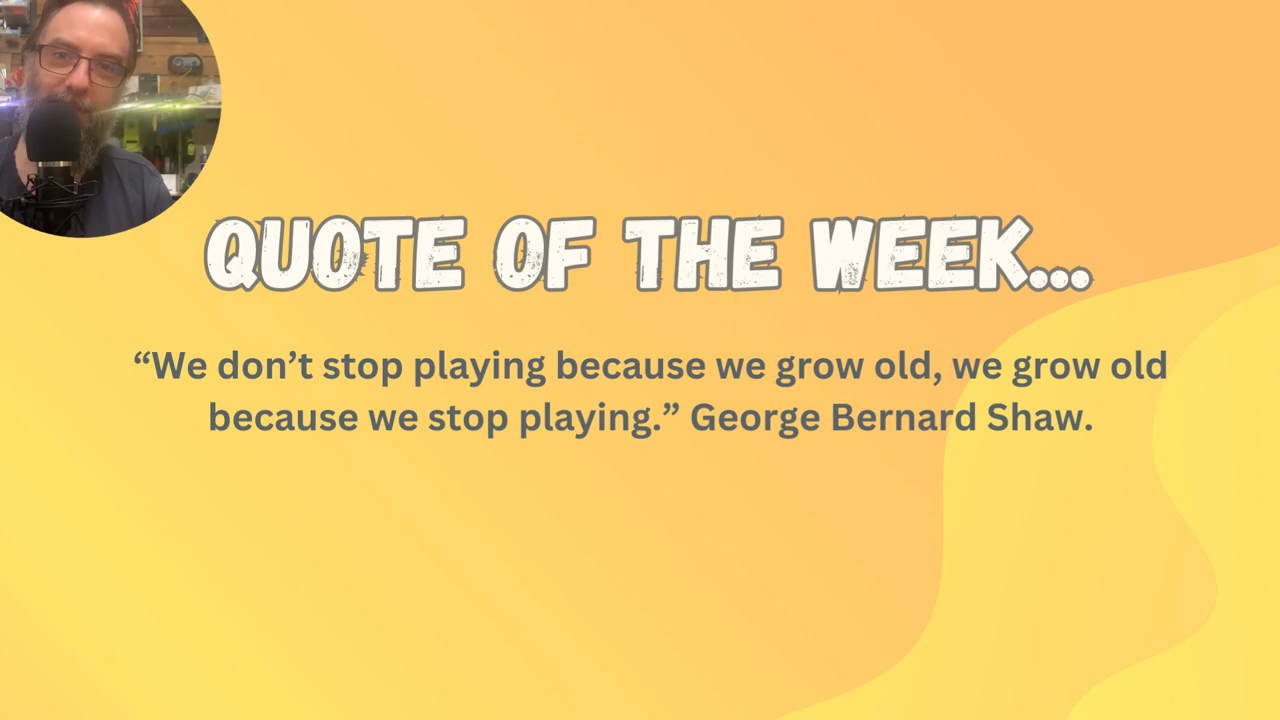 QUOTE OF THE WEEK...
“We don’t stop playing because we grow old, we grow old
because we stop playing.” George Bernard Shaw.